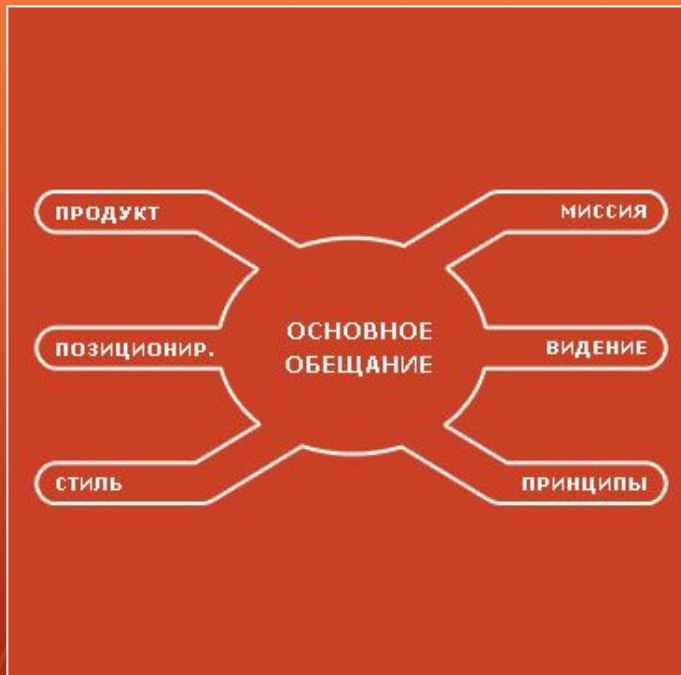 ПРОДУКТ
МИССИЯ
ОСНОВНОЕ
ОБЕЩАНИЕ
ПОЗИЦИОНИР.
ВИДЕНИЕ
СТИЛЬ
ПРИНЦИПЫ